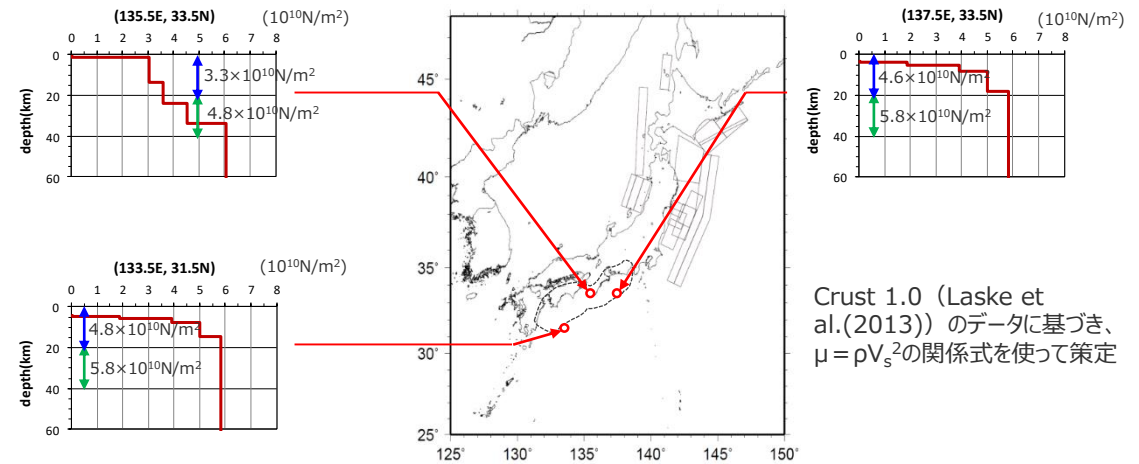 (135.5E, 33.5N) (10¹⁰N/m²)
0 1 2 3 4 5 6 7 8
0
20
40
60
depth(km)
3.3×10¹⁰N/m²
4.8×10¹⁰N/m²
(133.5E, 31.5N) (10¹⁰N/m²)
0 1 2 3 4 5 6 7 8
0
20
40
60
depth(km)
4.8×10¹⁰N/m²
5.8×10¹⁰N/m²
45°
40°
35°
30°
25°
125° 130° 135° 140° 145° 150°
(137.5E, 33.5N) (10¹⁰N/m²)
0 1 2 3 4 5 6 7 8
0
20
40
60
depth(km)
4.6×10¹⁰N/m²
5.8×10¹⁰N/m²
Crust 1.0（Laske et
al.(2013)）のデータに基づき、
μ＝ρVₛ²の関係式を使って策定